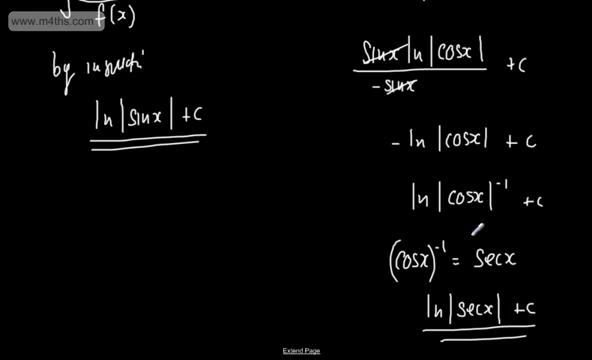 www.m4ths.com
f(x)
by inspecti
ln|sinx| +c
sinx ln|cosx| / -sinx +c
- ln|cosx| + c
ln|cosx|⁻¹ +c
(cosx)⁻¹ = secx
ln|secx| +c
Extend Page